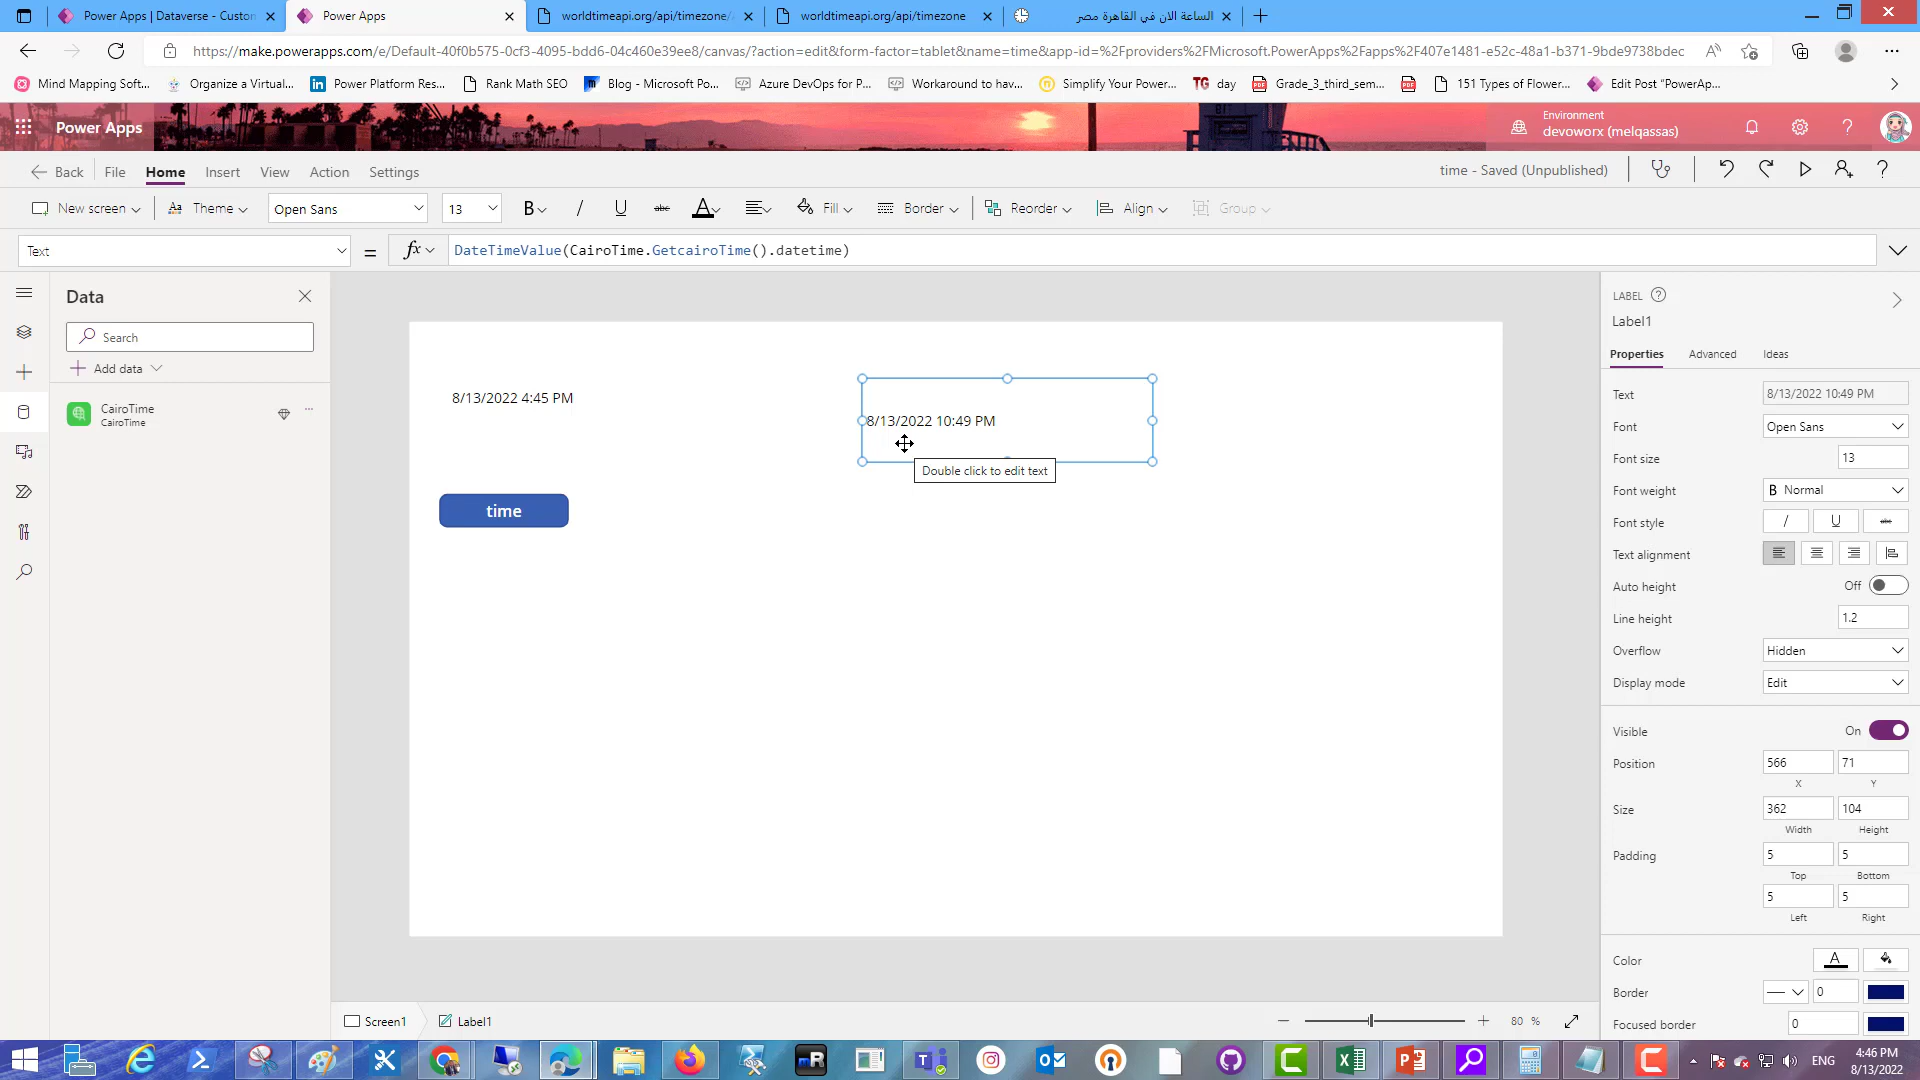 Power Apps | Dataverse - Custon
Power Apps
worldtimeapi.org/api/timezone/
worldtimeapi.org/api/timezone
الساعة الان في القاهرة مصر
https://make.powerapps.com/e/Default-40f0b575-0cf3-4095-bdd6-04c460e39ee8/canvas/?action=edit&form-factor=tablet&name=time&app-id=%2Fproviders%2FMicrosoft.PowerApps%2Fapps%2F407e1481-e52c-48a1-b371-9bde9738bdec
Mind Mapping Soft...
Organize a Virtual...
Power Platform Res...
Rank Math SEO
Blog - Microsoft Po...
Azure DevOps for P...
Workaround to hav...
Simplify Your Power...
TG day
Grade_3_third_sem...
151 Types of Flower...
Edit Post “PowerAp...
Power Apps
Environment
devoworx (melqassas)
Back
File
Home
Insert
View
Action
Settings
time - Saved (Unpublished)
New screen
Theme
Open Sans
13
B
Fill
Border
Reorder
Align
Group
Text
=
fx
DateTimeValue(CairoTime.GetcairoTime().datetime)
Data
Search
Add data
CairoTime
CairoTime
8/13/2022 4:45 PM
8/13/2022 10:49 PM
Double click to edit text
time
LABEL
Label1
Properties
Advanced
Ideas
Text
8/13/2022 10:49 PM
Font
Open Sans
Font size
13
Font weight
B Normal
Font style
Text alignment
Auto height
Off
Line height
1.2
Overflow
Hidden
Display mode
Edit
Visible
On
Position
566
71
X
Y
Size
362
104
Width
Height
Padding
5
5
Top
Bottom
5
5
Left
Right
Color
Border
0
Focused border
0
Screen1
Label1
80 %
ENG
4:46 PM
8/13/2022